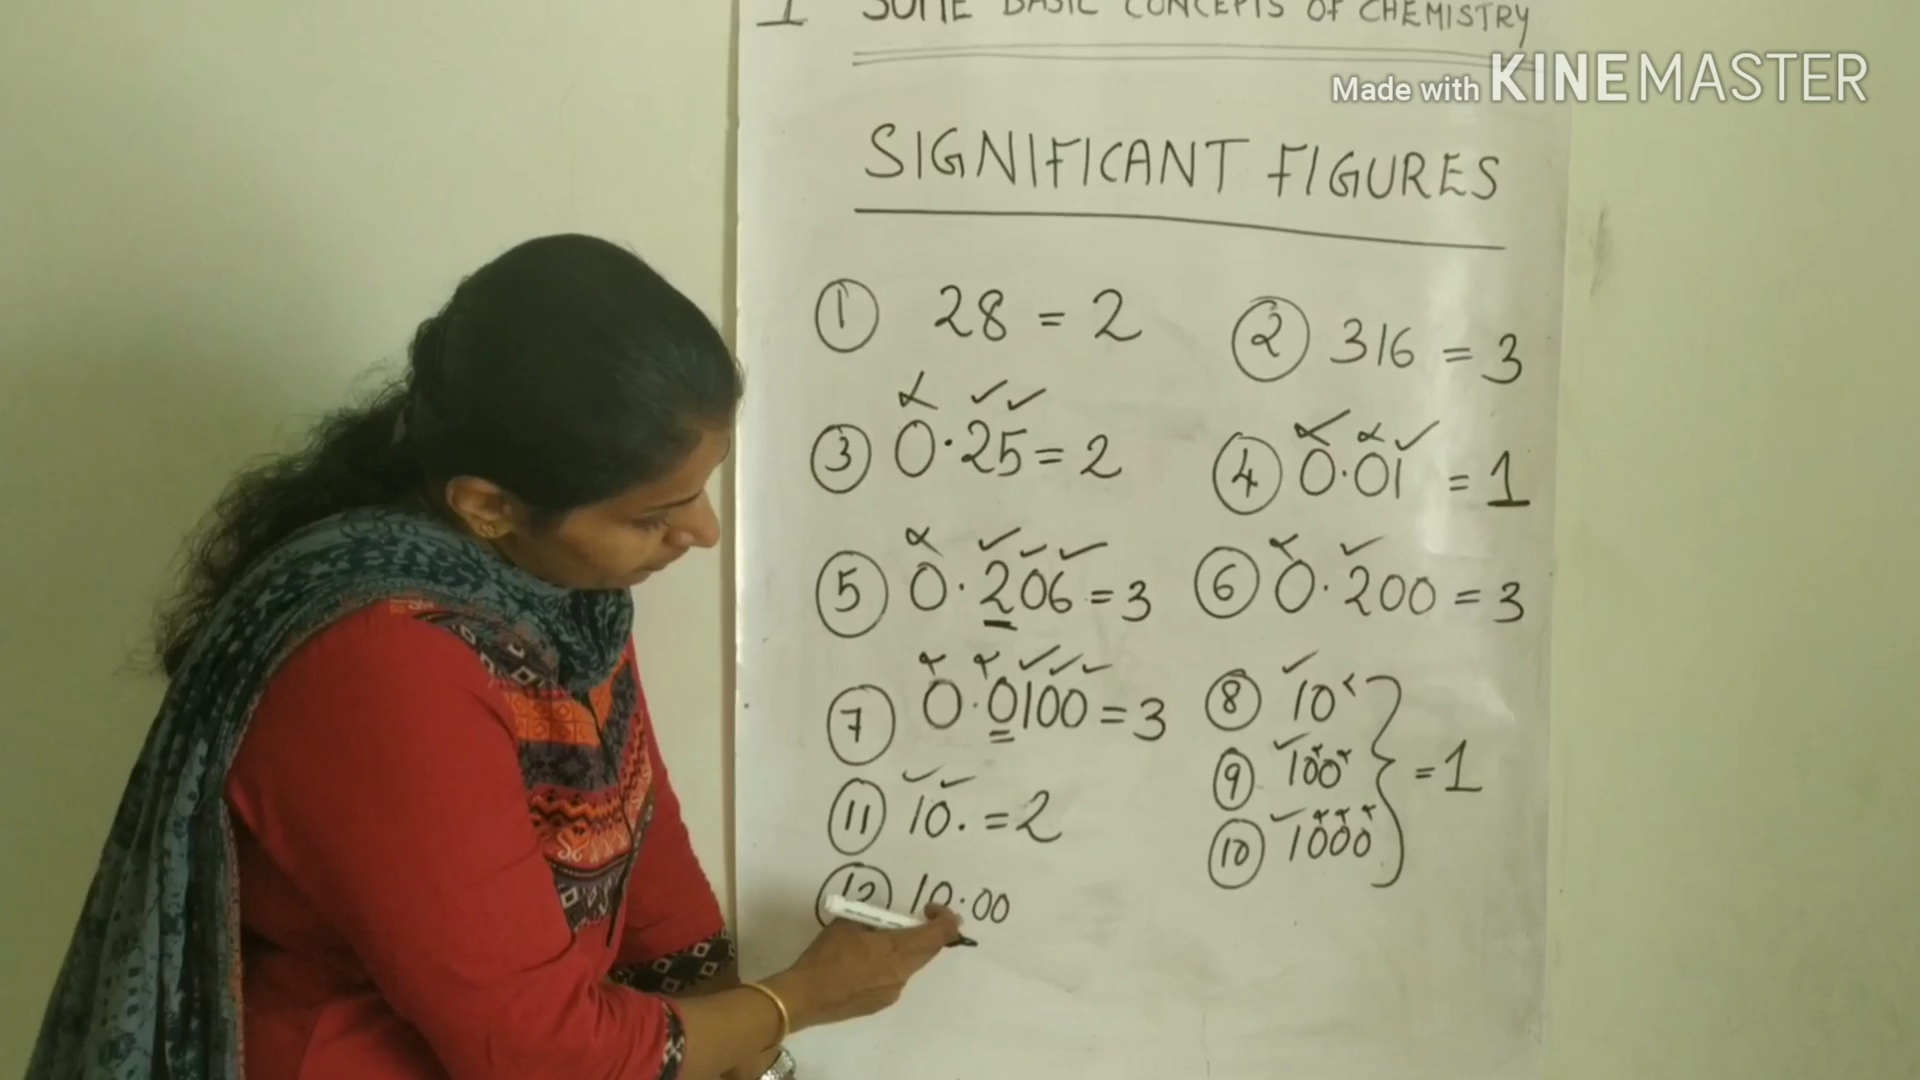 1 SOME BASIC CONCEPTS OF CHEMISTRY
Made with KINEMASTER
SIGNIFICANT FIGURES
① 28 = 2
② 316 = 3
③ 0.25 = 2
④ 0.01 = 1
⑤ 0.206 = 3
⑥ 0.200 = 3
⑦ 0.0100 = 3
⑧ 10
⑨ 100 = 1
⑩ 1000
⑪ 10. = 2
⑫ 10.00